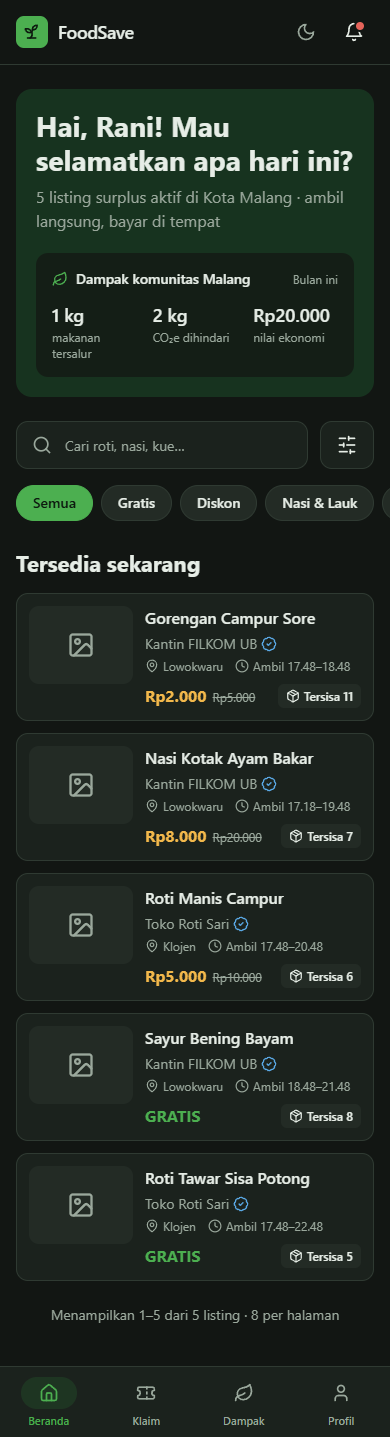 FoodSave
Hai, Rani! Mau
selamatkan apa hari ini?
5 listing surplus aktif di Kota Malang · ambil
langsung, bayar di tempat
Dampak komunitas Malang Bulan ini
1 kg 2 kg Rp20.000
makanan CO₂e dihindari nilai ekonomi
tersalur
Cari roti, nasi, kue...
Semua Gratis Diskon Nasi & Lauk
Tersedia sekarang
Gorengan Campur Sore
Kantin FILKOM UB
Lowokwaru Ambil 17.48–18.48
Rp2.000 Rp5.000 Tersisa 11
Nasi Kotak Ayam Bakar
Kantin FILKOM UB
Lowokwaru Ambil 17.18–19.48
Rp8.000 Rp20.000 Tersisa 7
Roti Manis Campur
Toko Roti Sari
Klojen Ambil 17.48–20.48
Rp5.000 Rp10.000 Tersisa 6
Sayur Bening Bayam
Kantin FILKOM UB
Lowokwaru Ambil 18.48–21.48
GRATIS Tersisa 8
Roti Tawar Sisa Potong
Toko Roti Sari
Klojen Ambil 17.48–22.48
GRATIS Tersisa 5
Menampilkan 1–5 dari 5 listing · 8 per halaman
Beranda Klaim Dampak Profil